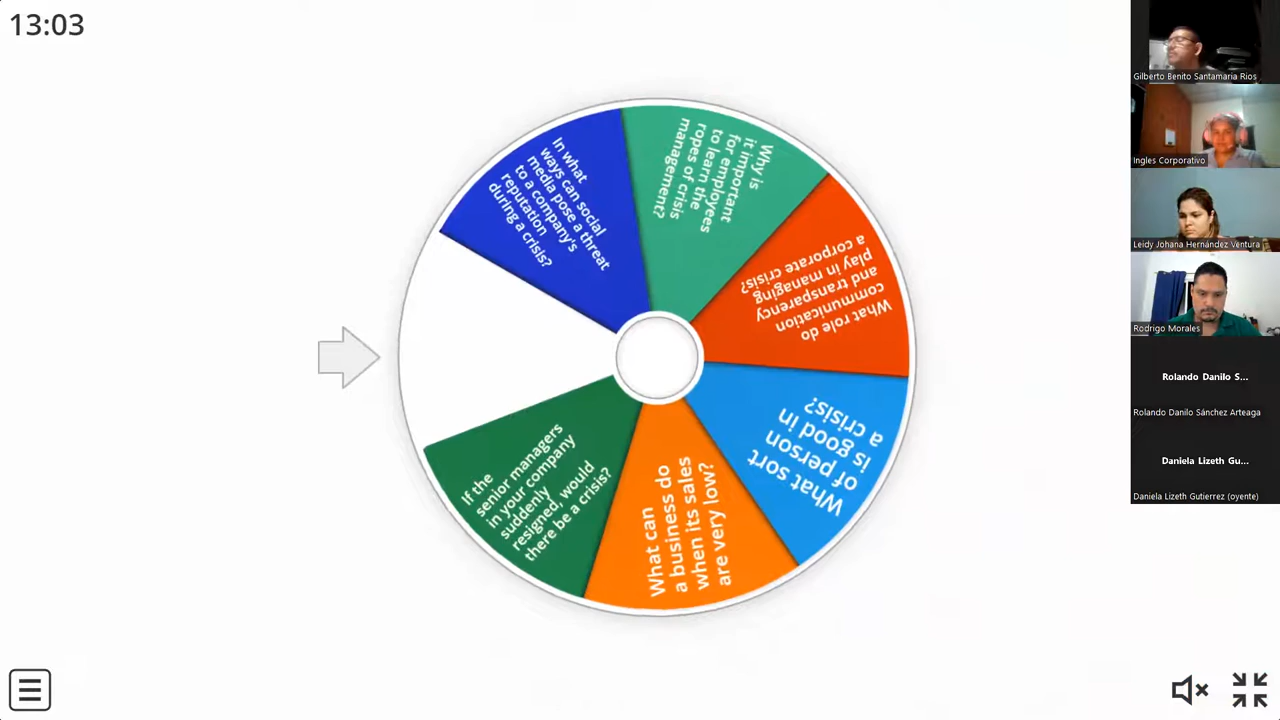 13:03
In what
ways can social
media pose a threat
to a company's
reputation
during a crisis?
Why is
it important
for employees
to learn the
ropes of crisis
management?
What role do
communication
and transparency
play in managing
a corporate crisis?
What sort
of person
is good in
a crisis?
What can
a business do
when its sales
are very low?
If the
senior managers
in your company
suddenly
resigned, would
there be a crisis?
Gilberto Benito Santamaria Rios
Ingles Corporativo
Leidy Johana Hernández Ventura
Rodrigo Morales
Rolando Danilo S...
Rolando Danilo Sánchez Arteaga
Daniela Lizeth Gu...
Daniela Lizeth Gutierrez (oyente)